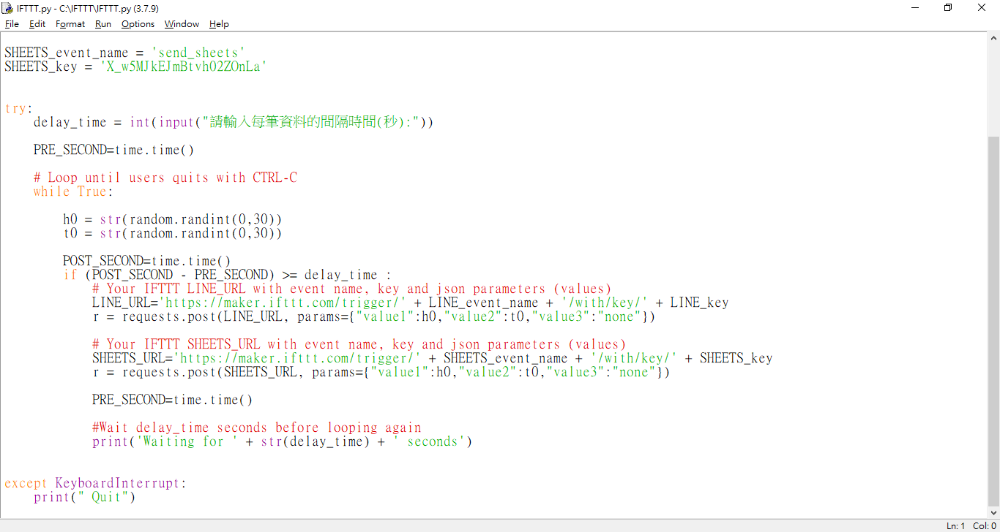 IFTTT.py - C:\IFTTT\IFTTT.py (3.7.9)
File Edit Format Run Options Window Help
SHEETS_event_name = 'send_sheets'
SHEETS_key = 'X_w5MJkEJmBtvh02ZOnLa'
try:
    delay_time = int(input("請輸入每筆資料的間隔時間(秒):"))
    PRE_SECOND=time.time()
    # Loop until users quits with CTRL-C
    while True:
        h0 = str(random.randint(0,30))
        t0 = str(random.randint(0,30))
        POST_SECOND=time.time()
        if (POST_SECOND - PRE_SECOND) >= delay_time :
            # Your IFTTT LINE_URL with event name, key and json parameters (values)
            LINE_URL='https://maker.ifttt.com/trigger/' + LINE_event_name + '/with/key/' + LINE_key
            r = requests.post(LINE_URL, params={"value1":h0,"value2":t0,"value3":"none"})
            # Your IFTTT SHEETS_URL with event name, key and json parameters (values)
            SHEETS_URL='https://maker.ifttt.com/trigger/' + SHEETS_event_name + '/with/key/' + SHEETS_key
            r = requests.post(SHEETS_URL, params={"value1":h0,"value2":t0,"value3":"none"})
            PRE_SECOND=time.time()
            #Wait delay_time seconds before looping again
            print('Waiting for ' + str(delay_time) + ' seconds')
except KeyboardInterrupt:
    print(" Quit")
Ln: 1 Col: 0